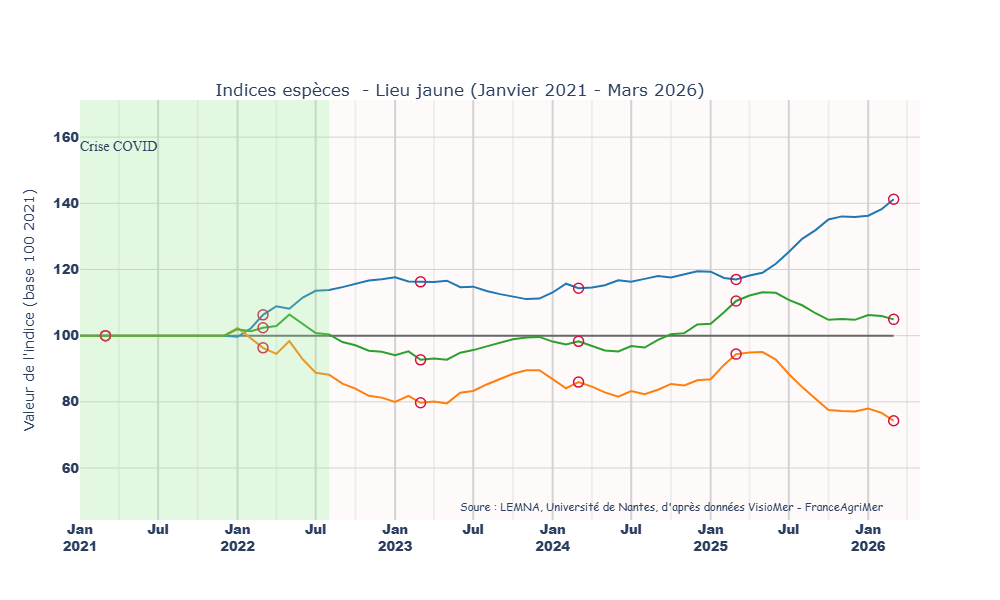 Indices espèces  - Lieu jaune (Janvier 2021 - Mars 2026)
Valeur de l'indice (base 100 2021)
160
140
120
100
80
60
Crise COVID
Soure : LEMNA, Université de Nantes, d'après données VisioMer - FranceAgriMer
Jan Jul Jan Jul Jan Jul Jan Jul Jan Jul Jan
2021 2022 2023 2024 2025 2026